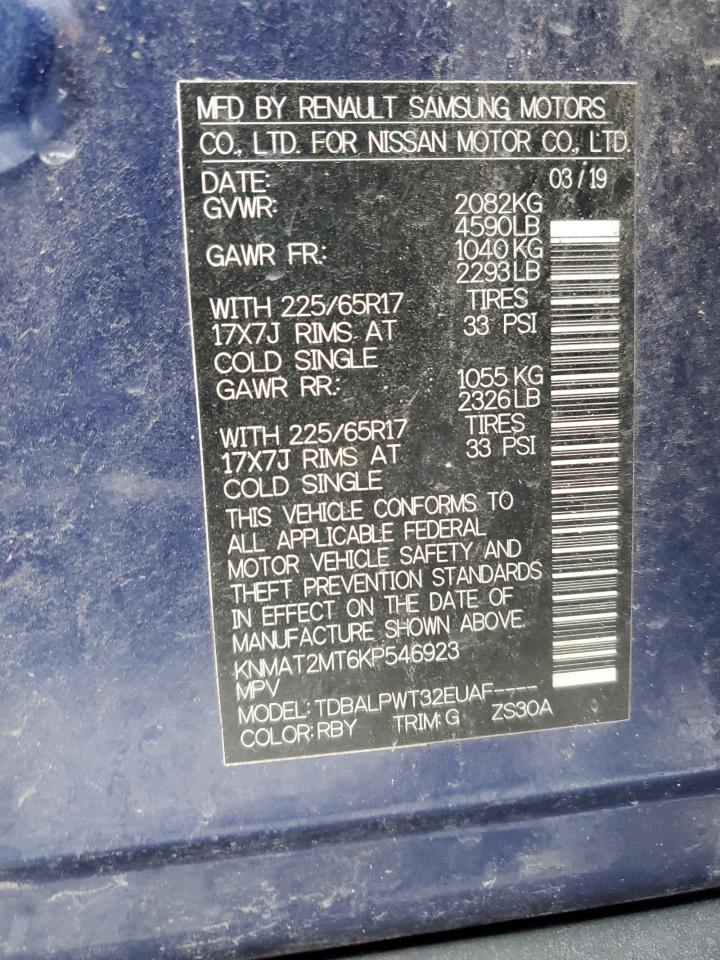 MFD BY RENAULT SAMSUNG MOTORS
CO., LTD. FOR NISSAN MOTOR CO., LTD.
DATE: 03/19
GVWR: 2082KG
4590LB
GAWR FR.: 1040KG
2293LB
WITH 225/65R17 TIRES
17X7J RIMS AT 33 PSI
COLD SINGLE
GAWR RR.: 1055KG
2326LB
WITH 225/65R17 TIRES
17X7J RIMS AT 33 PSI
COLD SINGLE
THIS VEHICLE CONFORMS TO
ALL APPLICABLE FEDERAL
MOTOR VEHICLE SAFETY AND
THEFT PREVENTION STANDARDS
IN EFFECT ON THE DATE OF
MANUFACTURE SHOWN ABOVE.
KNMAT2MT6KP546923
MPV
MODEL: TDBALPWT32EUAF----
COLOR: RBY TRIM: G ZS30A